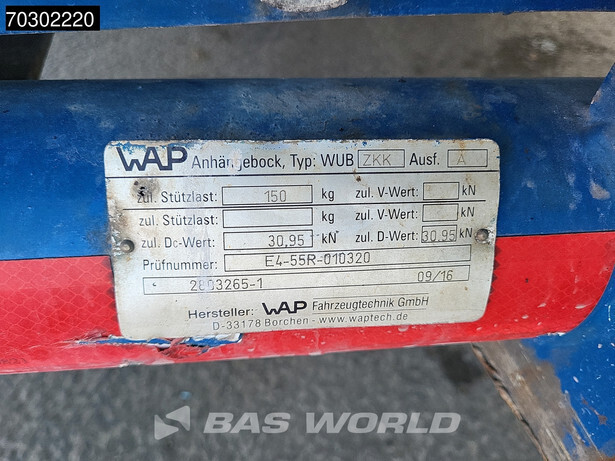 70302220
WAP Anhängebock, Typ: WUB ZKK Ausf. A
zul. Stützlast: 150 kg zul. V-Wert: kN
zul. Stützlast: kg zul. V-Wert: kN
zul. Dc-Wert: 30,95 kN zul. D-Wert: 30,95 kN
Prüfnummer: E4-55R-010320
2803265-1 09/16
Hersteller: WAP Fahrzeugtechnik GmbH
D-33178 Borchen - www.waptech.de
BAS WORLD